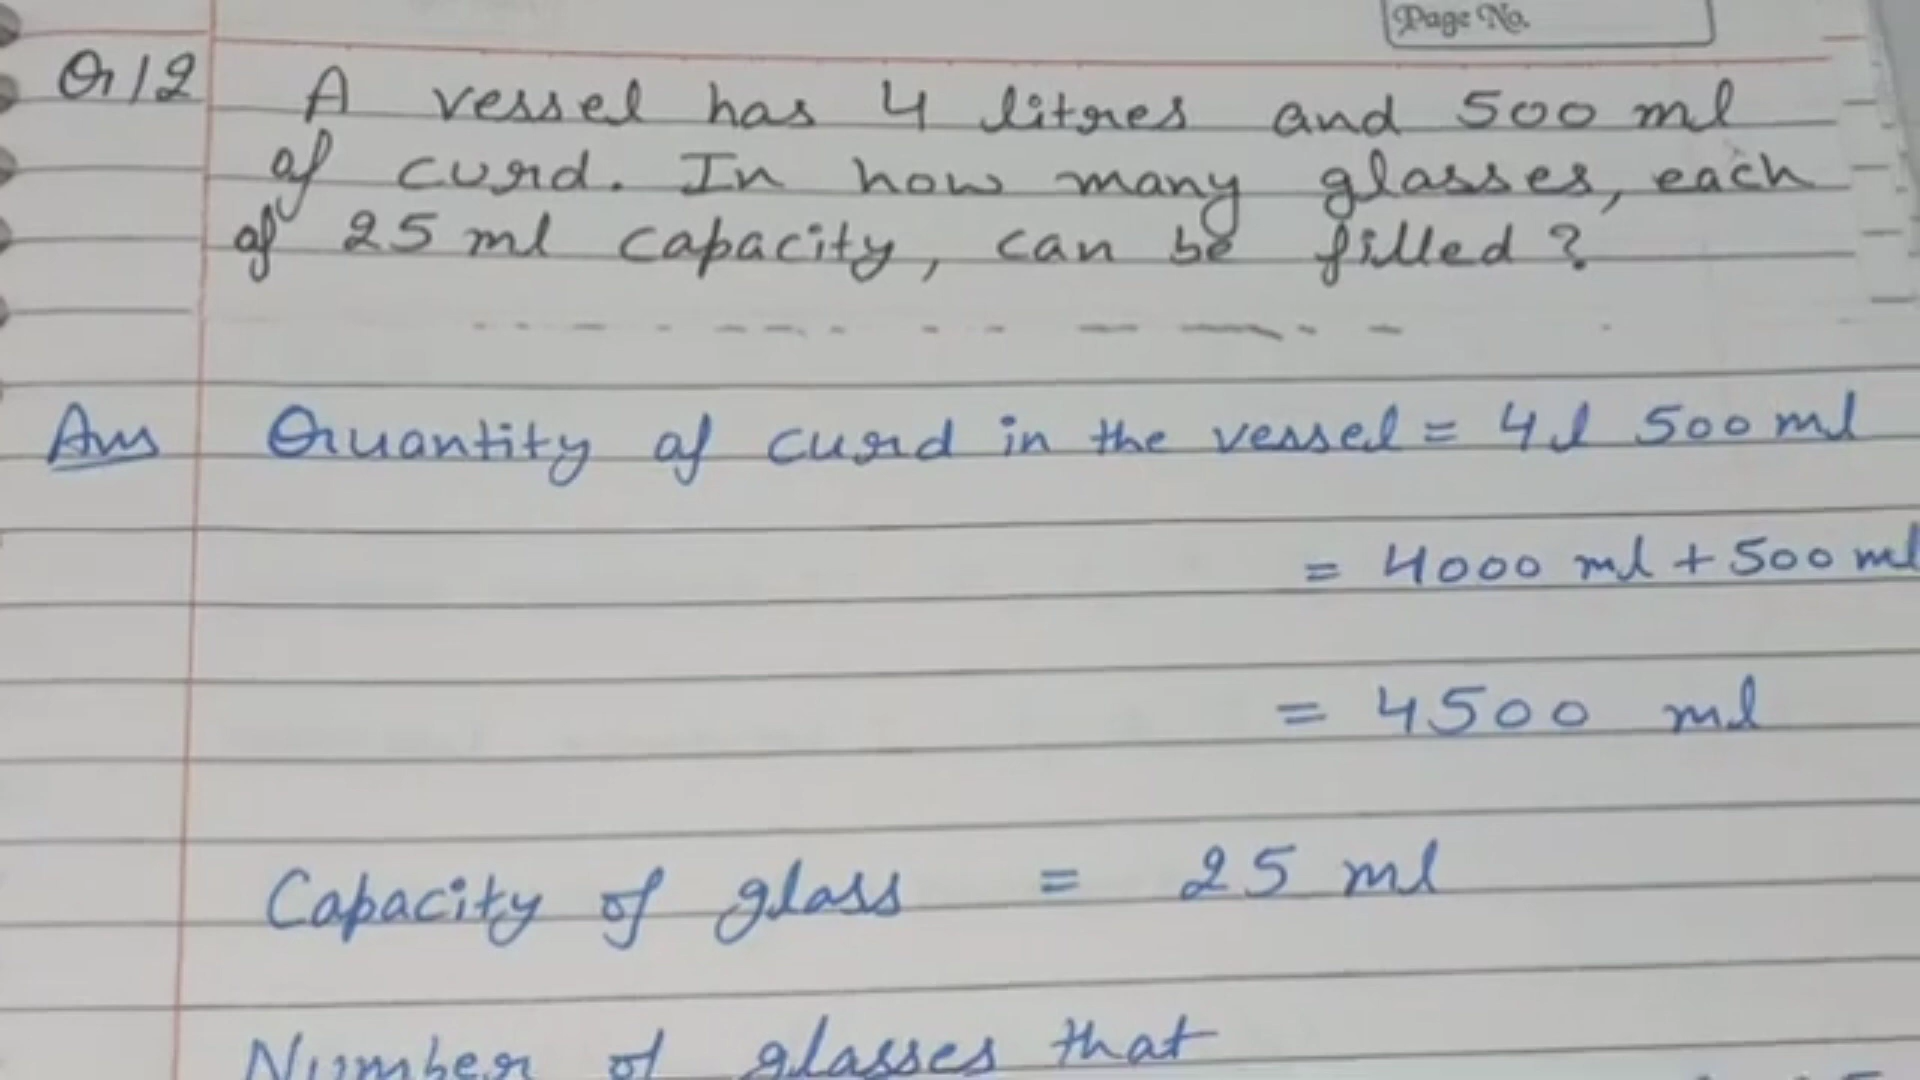 Page No.
Q12 A vessel has 4 litres and 500 ml
of curd. In how many glasses, each
of 25 ml capacity, can be filled?
Ans Quantity of curd in the vessel = 4l 500 ml
= 4000 ml + 500 ml
= 4500 ml
Capacity of glass = 25 ml
Number of glasses that